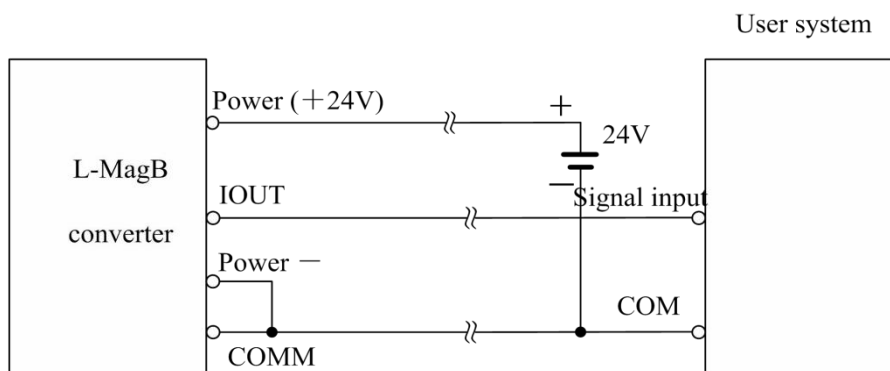 User system
Power (＋24V)
+
24V
L-MagB
converter
IOUT
—
Signal input
Power —
COM
COMM